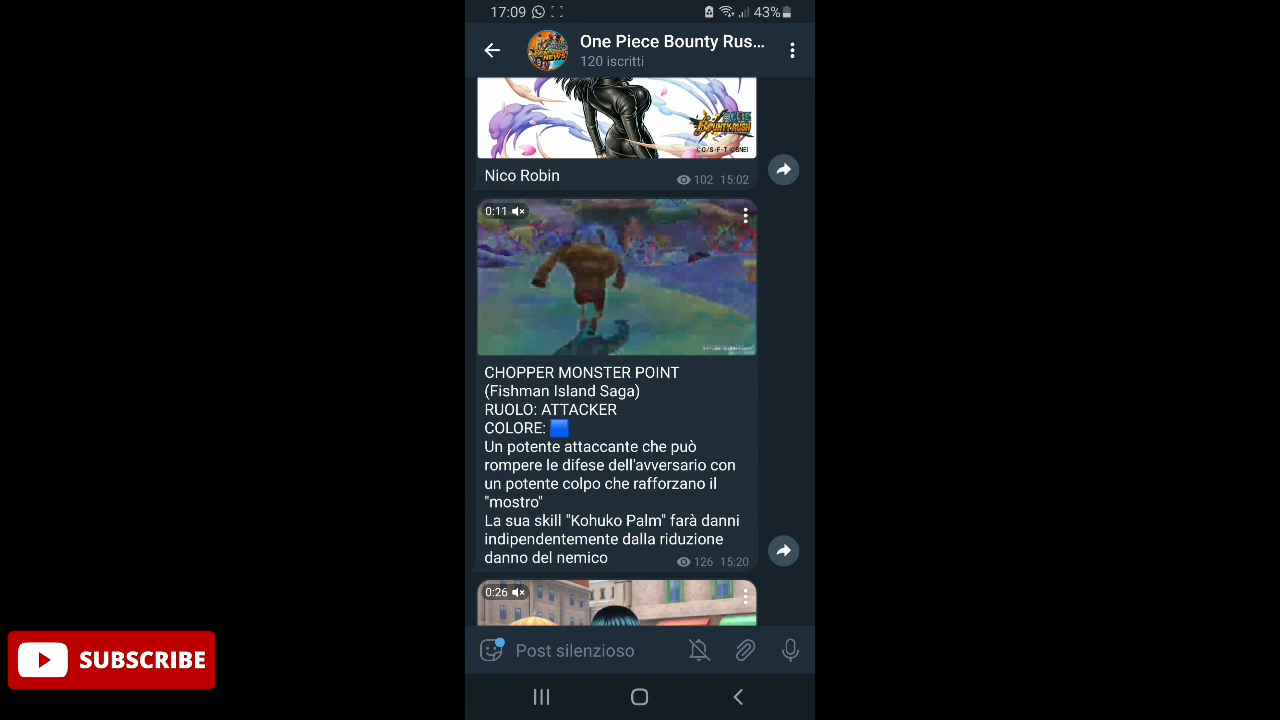 17:09
43%
One Piece Bounty Rus...
120 iscritti
BOUNTY RUSH
Nico Robin
102 15:02
0:11
CHOPPER MONSTER POINT
(Fishman Island Saga)
RUOLO: ATTACKER
COLORE:
Un potente attaccante che può
rompere le difese dell'avversario con
un potente colpo che rafforzano il
"mostro"
La sua skill "Kohuko Palm" farà danni
indipendentemente dalla riduzione
danno del nemico
126 15:20
0:26
Post silenzioso
SUBSCRIBE